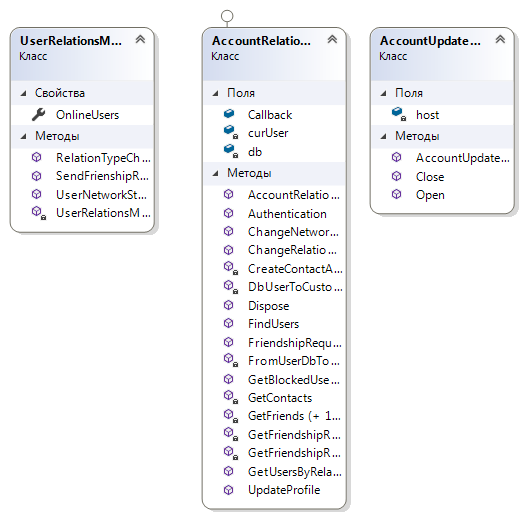 UserRelationsM...
Класс
Свойства
OnlineUsers
Методы
RelationTypeCh...
SendFrienshipR...
UserNetworkSt...
UserRelationsM...
AccountRelatio...
Класс
Поля
Callback
curUser
db
Методы
AccountRelatio...
Authentication
ChangeNetwor...
ChangeRelatio...
CreateContactA...
DbUserToCusto...
Dispose
FindUsers
FriendshipRequ...
FromUserDbTo...
GetBlockedUse...
GetContacts
GetFriends (+ 1...
GetFriendshipR...
GetFriendshipR...
GetUsersByRela...
UpdateProfile
AccountUpdate...
Класс
Поля
host
Методы
AccountUpdate...
Close
Open